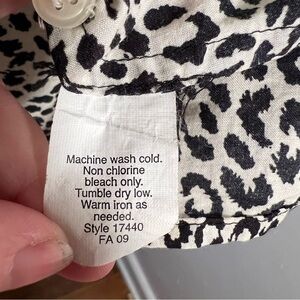 Machine wash cold.
Non chlorine
bleach only.
Tumble dry low.
Warm iron as
needed.
Style 17440
FA 09